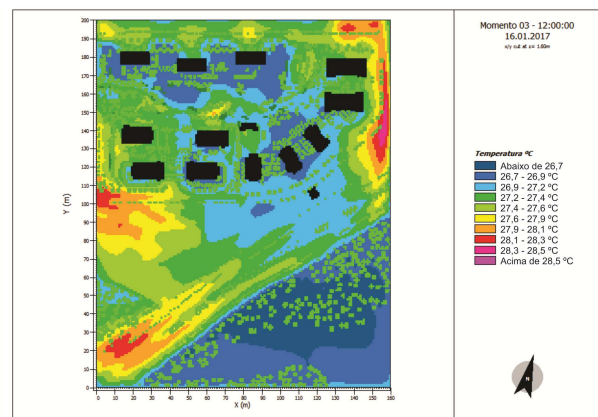 Momento 03 - 12:00:00
16.01.2017
x/y cut at z= 1.50m
200
190
180
170
160
150
140
130
120
110
100
90
80
70
60
50
40
30
20
10
0
Y (m)
0 10 20 30 40 50 60 70 80 90 100 110 120 130 140 150 160
X (m)
Temperatura ºC
Abaixo de 26,7
26,7 - 26,9 ºC
26,9 - 27,2 ºC
27,2 - 27,4 ºC
27,4 - 27,6 ºC
27,6 - 27,9 ºC
27,9 - 28,1 ºC
28,1 - 28,3 ºC
28,3 - 28,5 ºC
Acima de 28,5 ºC
N